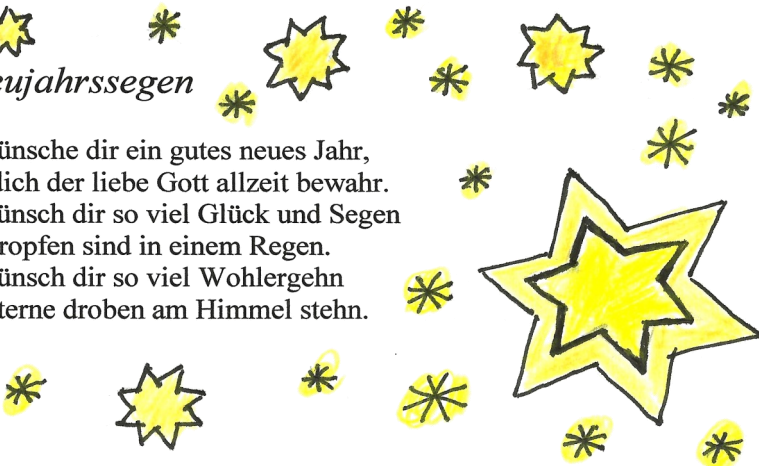 eujahrssegen
ünsche dir ein gutes neues Jahr,
lich der liebe Gott allzeit bewahr.
ünsch dir so viel Glück und Segen
ropfen sind in einem Regen.
ünsch dir so viel Wohlergehn
terne droben am Himmel stehn.